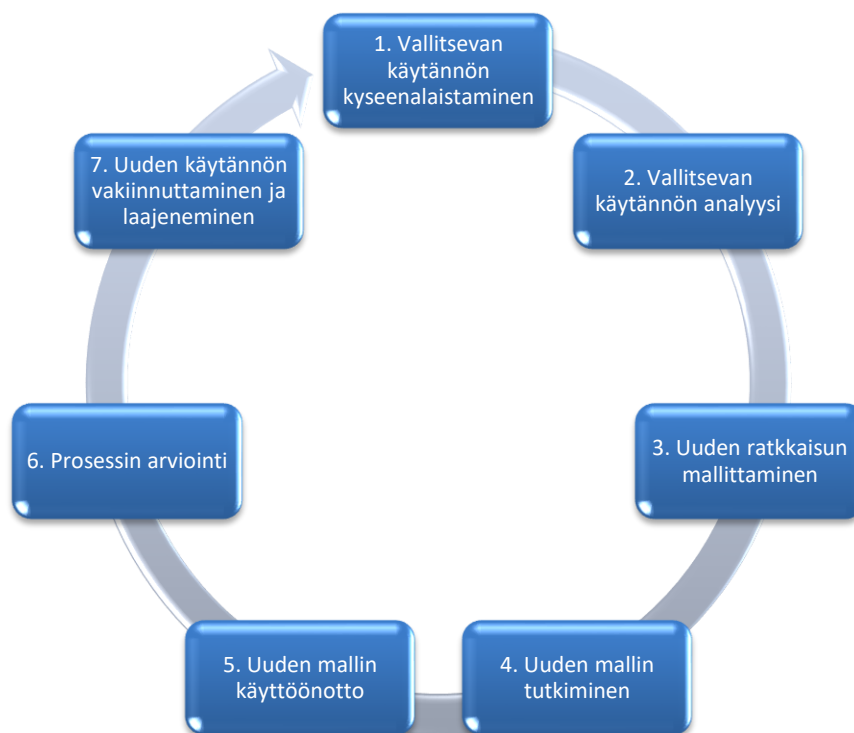 1. Vallitsevan
käytännön
kyseenalaistaminen
2. Vallitsevan
käytännön analyysi
3. Uuden ratkkaisun
mallittaminen
4. Uuden mallin
tutkiminen
5. Uuden mallin
käyttöönotto
6. Prosessin arviointi
7. Uuden käytännön
vakiinnuttaminen ja
laajeneminen